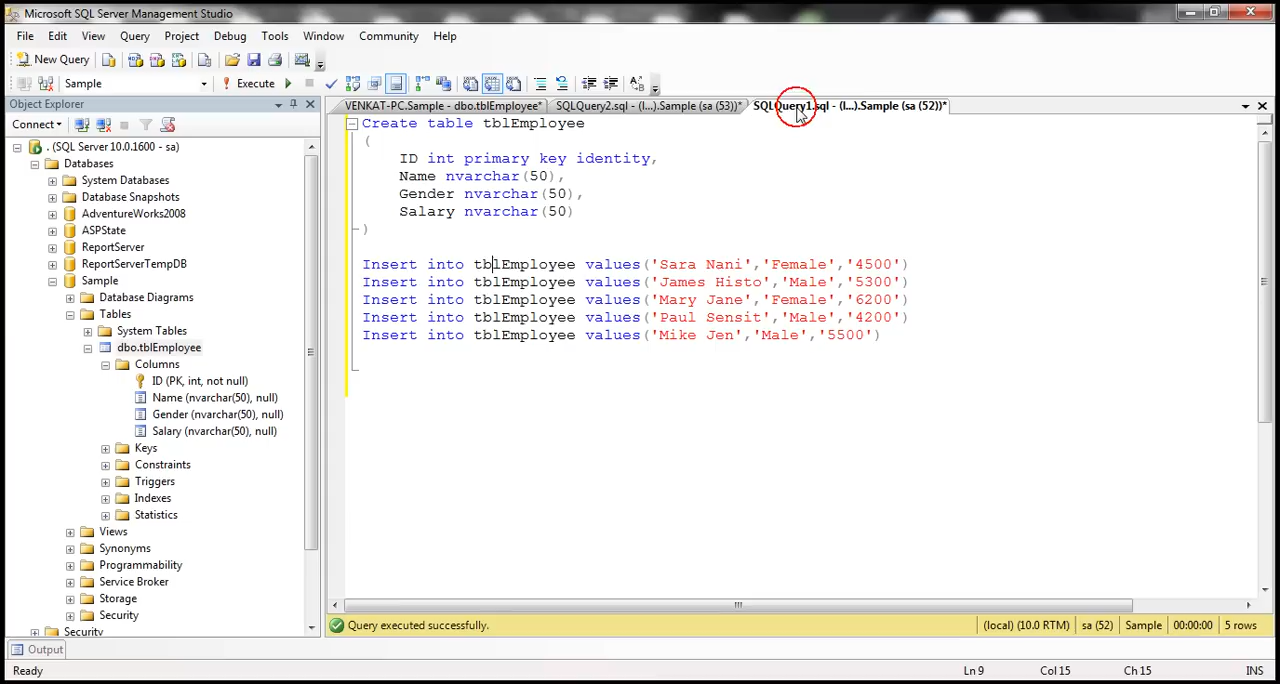 Microsoft SQL Server Management Studio
File Edit View Query Project Debug Tools Window Community Help
New Query
Sample Execute
Object Explorer
VENKAT-PC.Sample - dbo.tblEmployee* SQLQuery2.sql - (l...).Sample (sa (53))* SQLQuery1.sql - (l...).Sample (sa (52))*
Connect
. (SQL Server 10.0.1600 - sa)
Databases
System Databases
Database Snapshots
AdventureWorks2008
ASPState
ReportServer
ReportServerTempDB
Sample
Database Diagrams
Tables
System Tables
dbo.tblEmployee
Columns
ID (PK, int, not null)
Name (nvarchar(50), null)
Gender (nvarchar(50), null)
Salary (nvarchar(50), null)
Keys
Constraints
Triggers
Indexes
Statistics
Views
Synonyms
Programmability
Service Broker
Storage
Security
Security
Create table tblEmployee
(
ID int primary key identity,
Name nvarchar(50),
Gender nvarchar(50),
Salary nvarchar(50)
)
Insert into tblEmployee values('Sara Nani','Female','4500')
Insert into tblEmployee values('James Histo','Male','5300')
Insert into tblEmployee values('Mary Jane','Female','6200')
Insert into tblEmployee values('Paul Sensit','Male','4200')
Insert into tblEmployee values('Mike Jen','Male','5500')
Query executed successfully. (local) (10.0 RTM) sa (52) Sample 00:00:00 5 rows
Output
Ready Ln 9 Col 15 Ch 15 INS